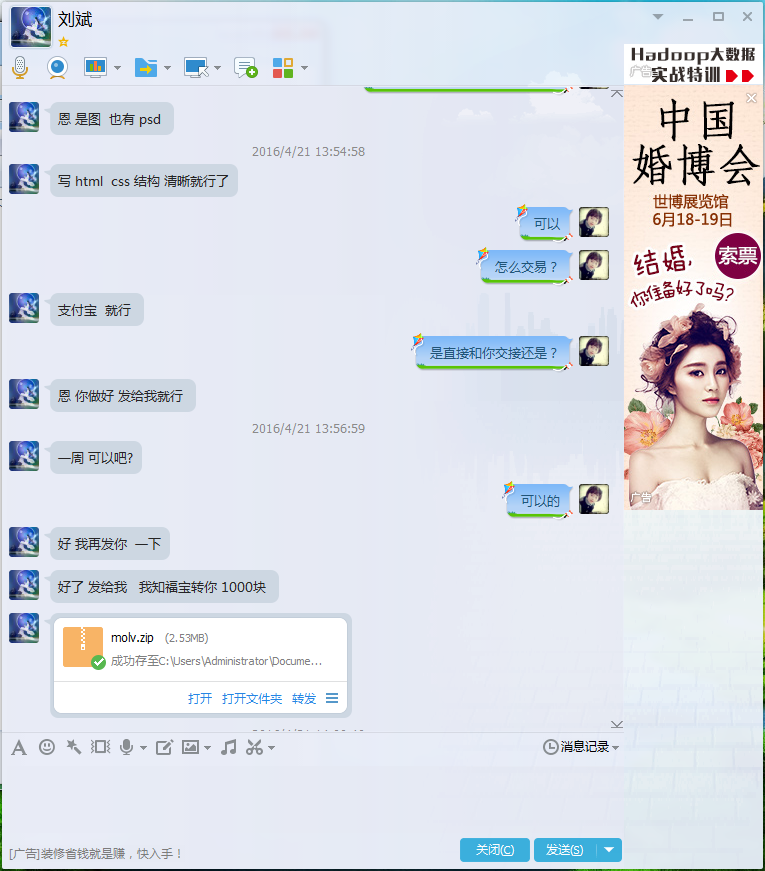 刘斌
Hadoop大数据
广告
实战特训
恩 是图 也有 psd
2016/4/21 13:54:58
写 html css 结构 清晰就行了
可以
怎么交易？
支付宝 就行
是直接和你交接还是？
恩 你做好 发给我就行
2016/4/21 13:56:59
一周 可以吧?
可以的
好 我再发你 一下
好了 发给我 我知福宝转你 1000块
molv.zip (2.53MB)
成功存至C:\Users\Administrator\Docume...
打开 打开文件夹 转发
消息记录
[广告]装修省钱就是赚，快入手！
关闭(C) 发送(S)
中国
婚博会
世博展览馆
6月18-19日
索票
结婚,
你准备好了吗?
广告